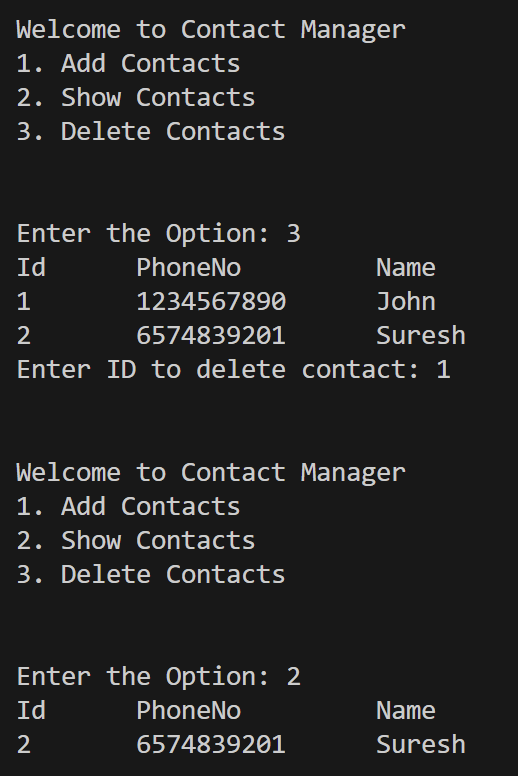 Welcome to Contact Manager
1. Add Contacts
2. Show Contacts
3. Delete Contacts
Enter the Option: 3
Id      PhoneNo         Name
1       1234567890      John
2       6574839201      Suresh
Enter ID to delete contact: 1
Welcome to Contact Manager
1. Add Contacts
2. Show Contacts
3. Delete Contacts
Enter the Option: 2
Id      PhoneNo         Name
2       6574839201      Suresh